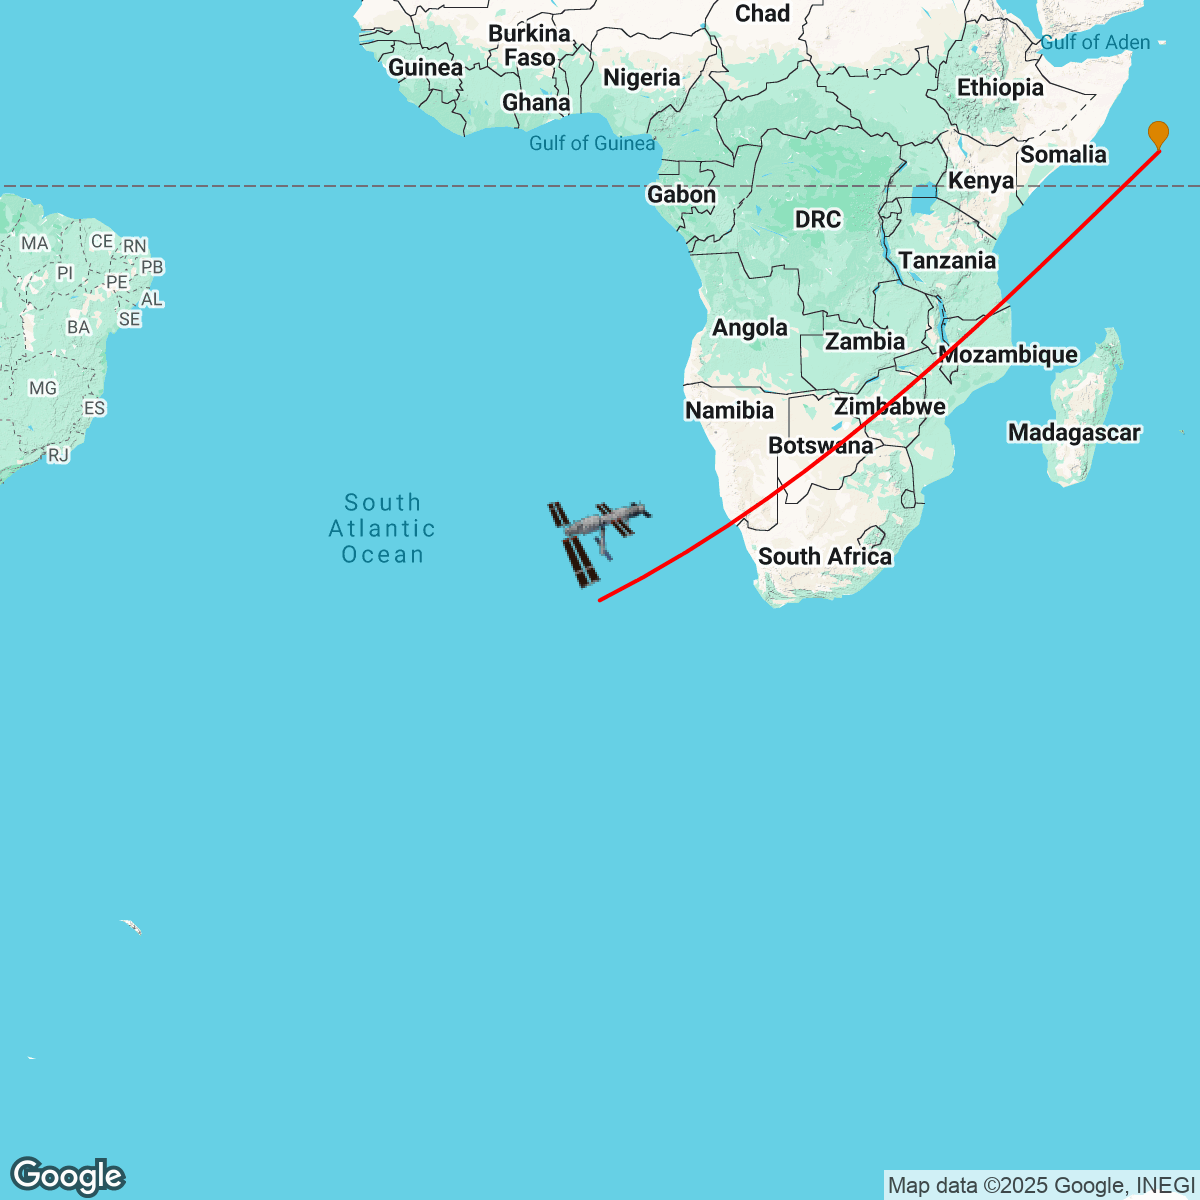 Chad
Burkina
Faso
Gulf of Aden
Guinea
Nigeria
Ethiopia
Ghana
Gulf of Guinea
Somalia
Kenya
Gabon
DRC
MA
CE
RN
Tanzania
PI
PB
PE
AL
SE
BA
Angola
Zambia
Mozambique
MG
ES
Namibia
Zimbabwe
Madagascar
Botswana
RJ
South
Atlantic
Ocean
South Africa
Google
Map data ©2025 Google, INEGI